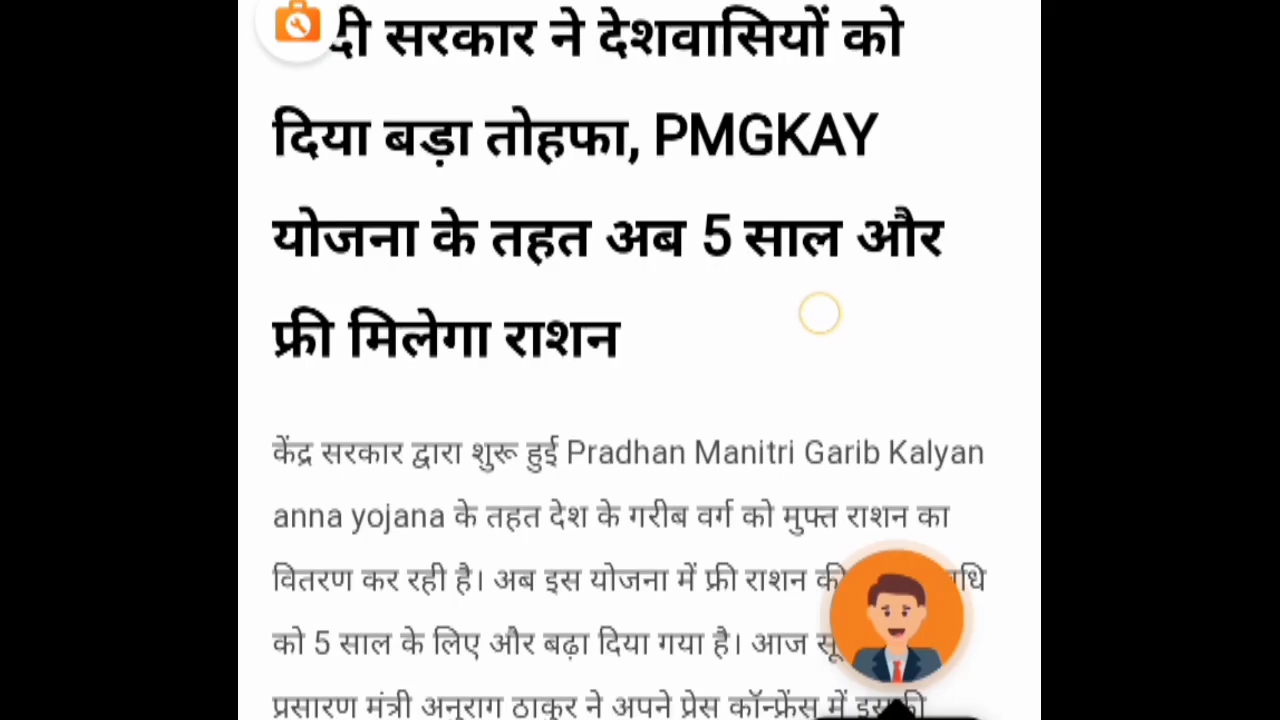 सरकार ने देशवासियों को
दिया बड़ा तोहफा, PMGKAY
योजना के तहत अब 5 साल और
फ्री मिलेगा राशन
केंद्र सरकार द्वारा शुरू हुई Pradhan Manitri Garib Kalyan
anna yojana के तहत देश के गरीब वर्ग को मुफ्त राशन का
वितरण कर रही है। अब इस योजना में फ्री राशन
को 5 साल के लिए और बढ़ा दिया गया है। आज
प्रसारण मंत्री अनुराग ठाकुर ने अपने प्रेस कॉन्फ्रेंस में